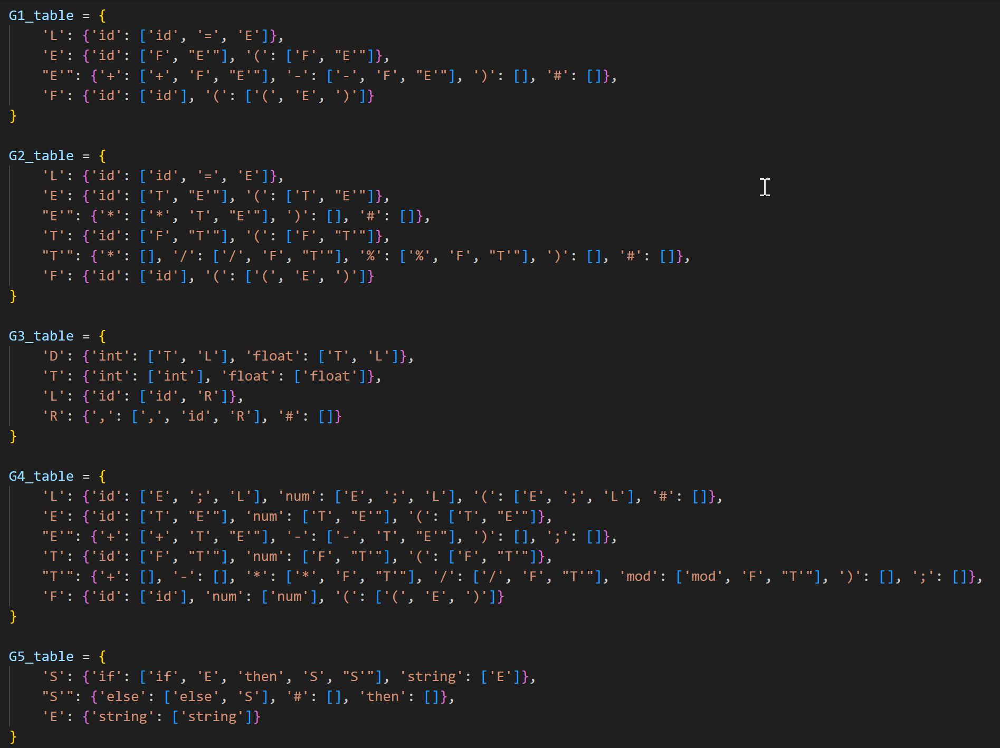 G1_table = {
    'L': {'id': ['id', '=', 'E']},
    'E': {'id': ['F', "E'"], '(': ['F', "E'"]},
    "E'": {'+': ['+', 'F', "E'"], '-': ['-', 'F', "E'"], ')': [], '#': []},
    'F': {'id': ['id'], '(': ['(', 'E', ')']}
}

G2_table = {
    'L': {'id': ['id', '=', 'E']},
    'E': {'id': ['T', "E'"], '(': ['T', "E'"]},
    "E'": {'*': ['*', 'T', "E'"], ')': [], '#': []},
    'T': {'id': ['F', "T'"], '(': ['F', "T'"]},
    "T'": {'*': [], '/': ['/', 'F', "T'"], '%': ['%', 'F', "T'"], ')': [], '#': []},
    'F': {'id': ['id'], '(': ['(', 'E', ')']}
}

G3_table = {
    'D': {'int': ['T', 'L'], 'float': ['T', 'L']},
    'T': {'int': ['int'], 'float': ['float']},
    'L': {'id': ['id', 'R']},
    'R': {',': [',', 'id', 'R'], '#': []}
}

G4_table = {
    'L': {'id': ['E', ';', 'L'], 'num': ['E', ';', 'L'], '(': ['E', ';', 'L'], '#': []},
    'E': {'id': ['T', "E'"], 'num': ['T', "E'"], '(': ['T', "E'"]},
    "E'": {'+': ['+', 'T', "E'"], '-': ['-', 'T', "E'"], ')': [], ';': []},
    'T': {'id': ['F', "T'"], 'num': ['F', "T'"], '(': ['F', "T'"]},
    "T'": {'+': [], '-': [], '*': ['*', 'F', "T'"], '/': ['/', 'F', "T'"], 'mod': ['mod', 'F', "T'"], ')': [], ';': []},
    'F': {'id': ['id'], 'num': ['num'], '(': ['(', 'E', ')']}
}

G5_table = {
    'S': {'if': ['if', 'E', 'then', 'S', "S'"], 'string': ['E']},
    "S'": {'else': ['else', 'S'], '#': [], 'then': []},
    'E': {'string': ['string']}
}